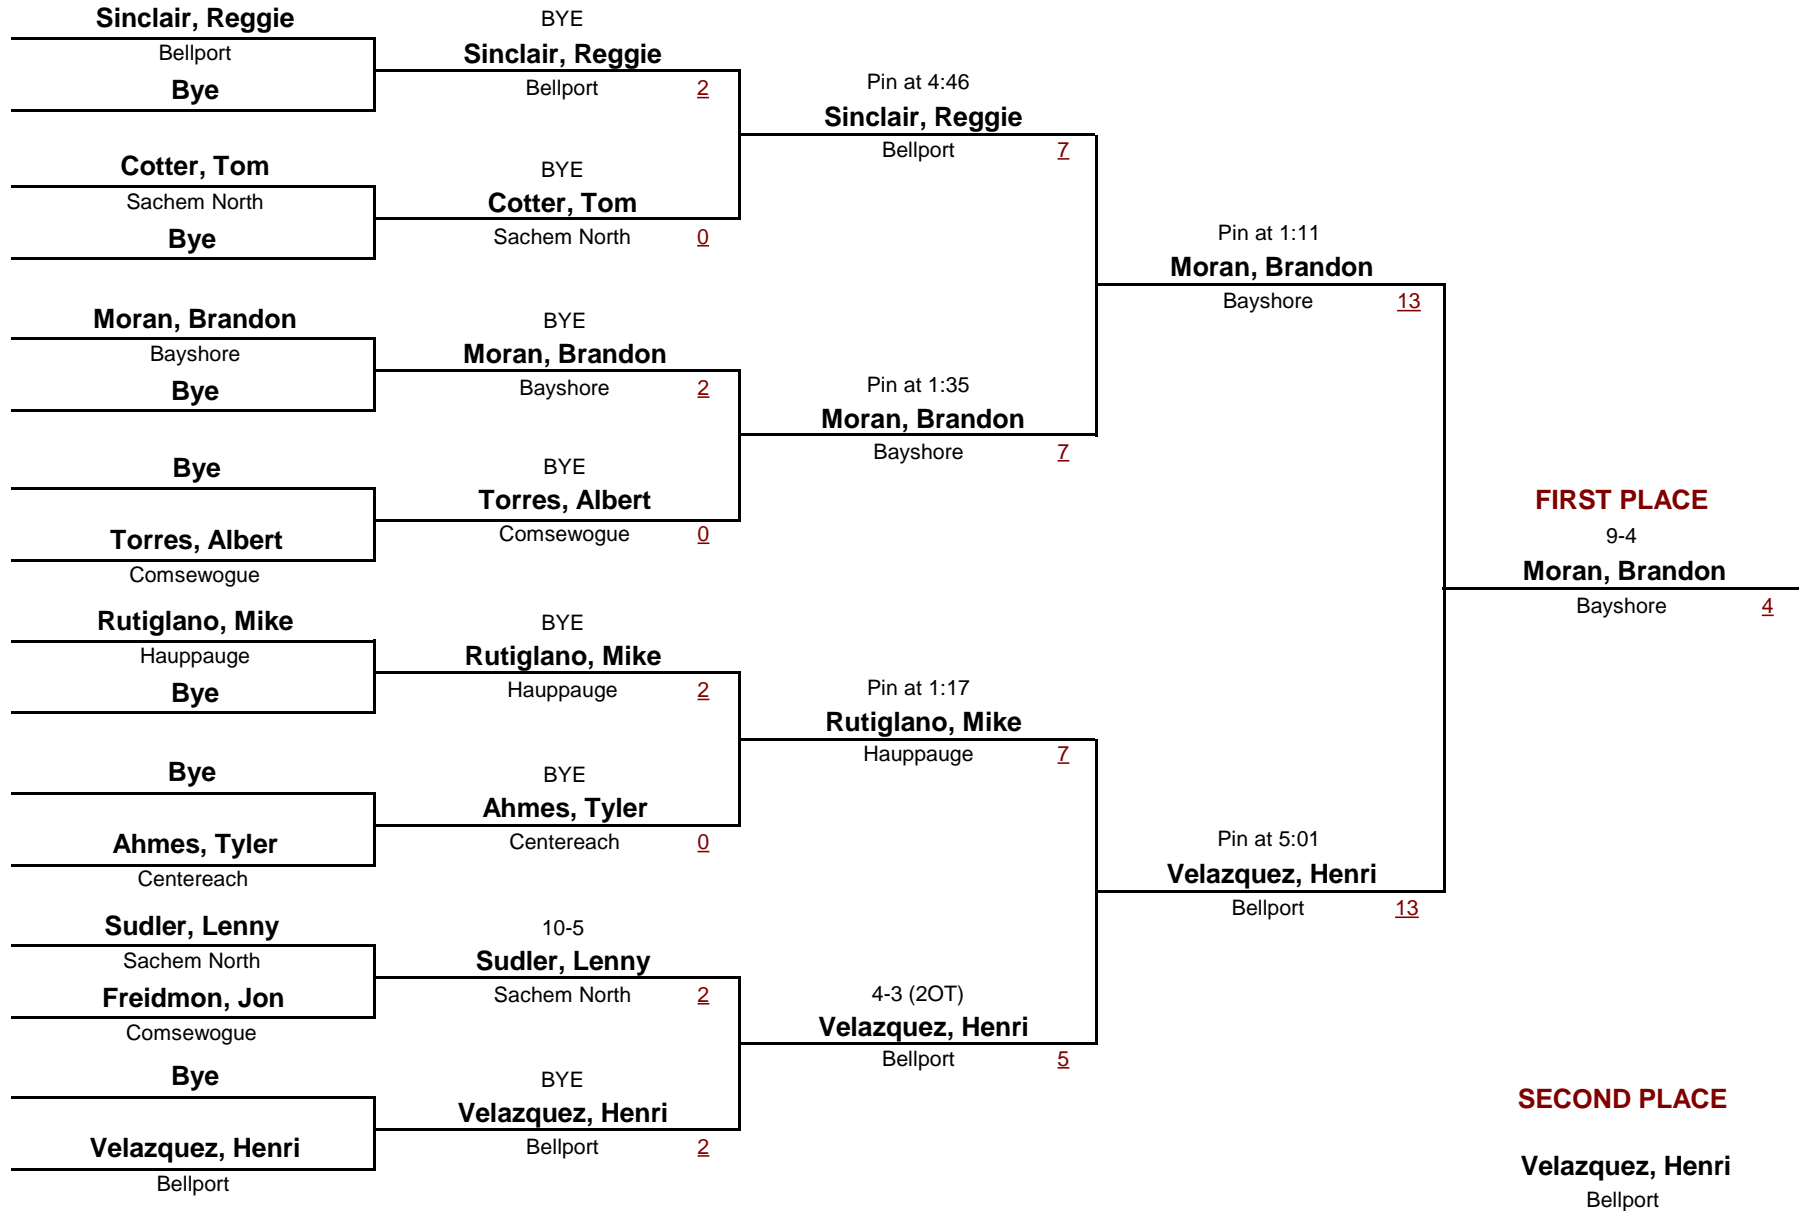 Sinclair, Reggie
Bellport
Bye
Cotter, Tom
Sachem North
Bye
Moran, Brandon
Bayshore
Bye
Bye
Torres, Albert
Comsewogue
Rutiglano, Mike
Hauppauge
Bye
Bye
Ahmes, Tyler
Centereach
Sudler, Lenny
Sachem North
Freidmon, Jon
Comsewogue
Bye
Velazquez, Henri
Bellport
BYE
Sinclair, Reggie
Bellport 2
BYE
Cotter, Tom
Sachem North 0
BYE
Moran, Brandon
Bayshore 2
BYE
Torres, Albert
Comsewogue 0
BYE
Rutiglano, Mike
Hauppauge 2
BYE
Ahmes, Tyler
Centereach 0
10-5
Sudler, Lenny
Sachem North 2
BYE
Velazquez, Henri
Bellport 2
Pin at 4:46
Sinclair, Reggie
Bellport 7
Pin at 1:35
Moran, Brandon
Bayshore 7
Pin at 1:17
Rutiglano, Mike
Hauppauge 7
4-3 (2OT)
Velazquez, Henri
Bellport 5
Pin at 1:11
Moran, Brandon
Bayshore 13
Pin at 5:01
Velazquez, Henri
Bellport 13
FIRST PLACE
9-4
Moran, Brandon
Bayshore 4
SECOND PLACE
Velazquez, Henri
Bellport